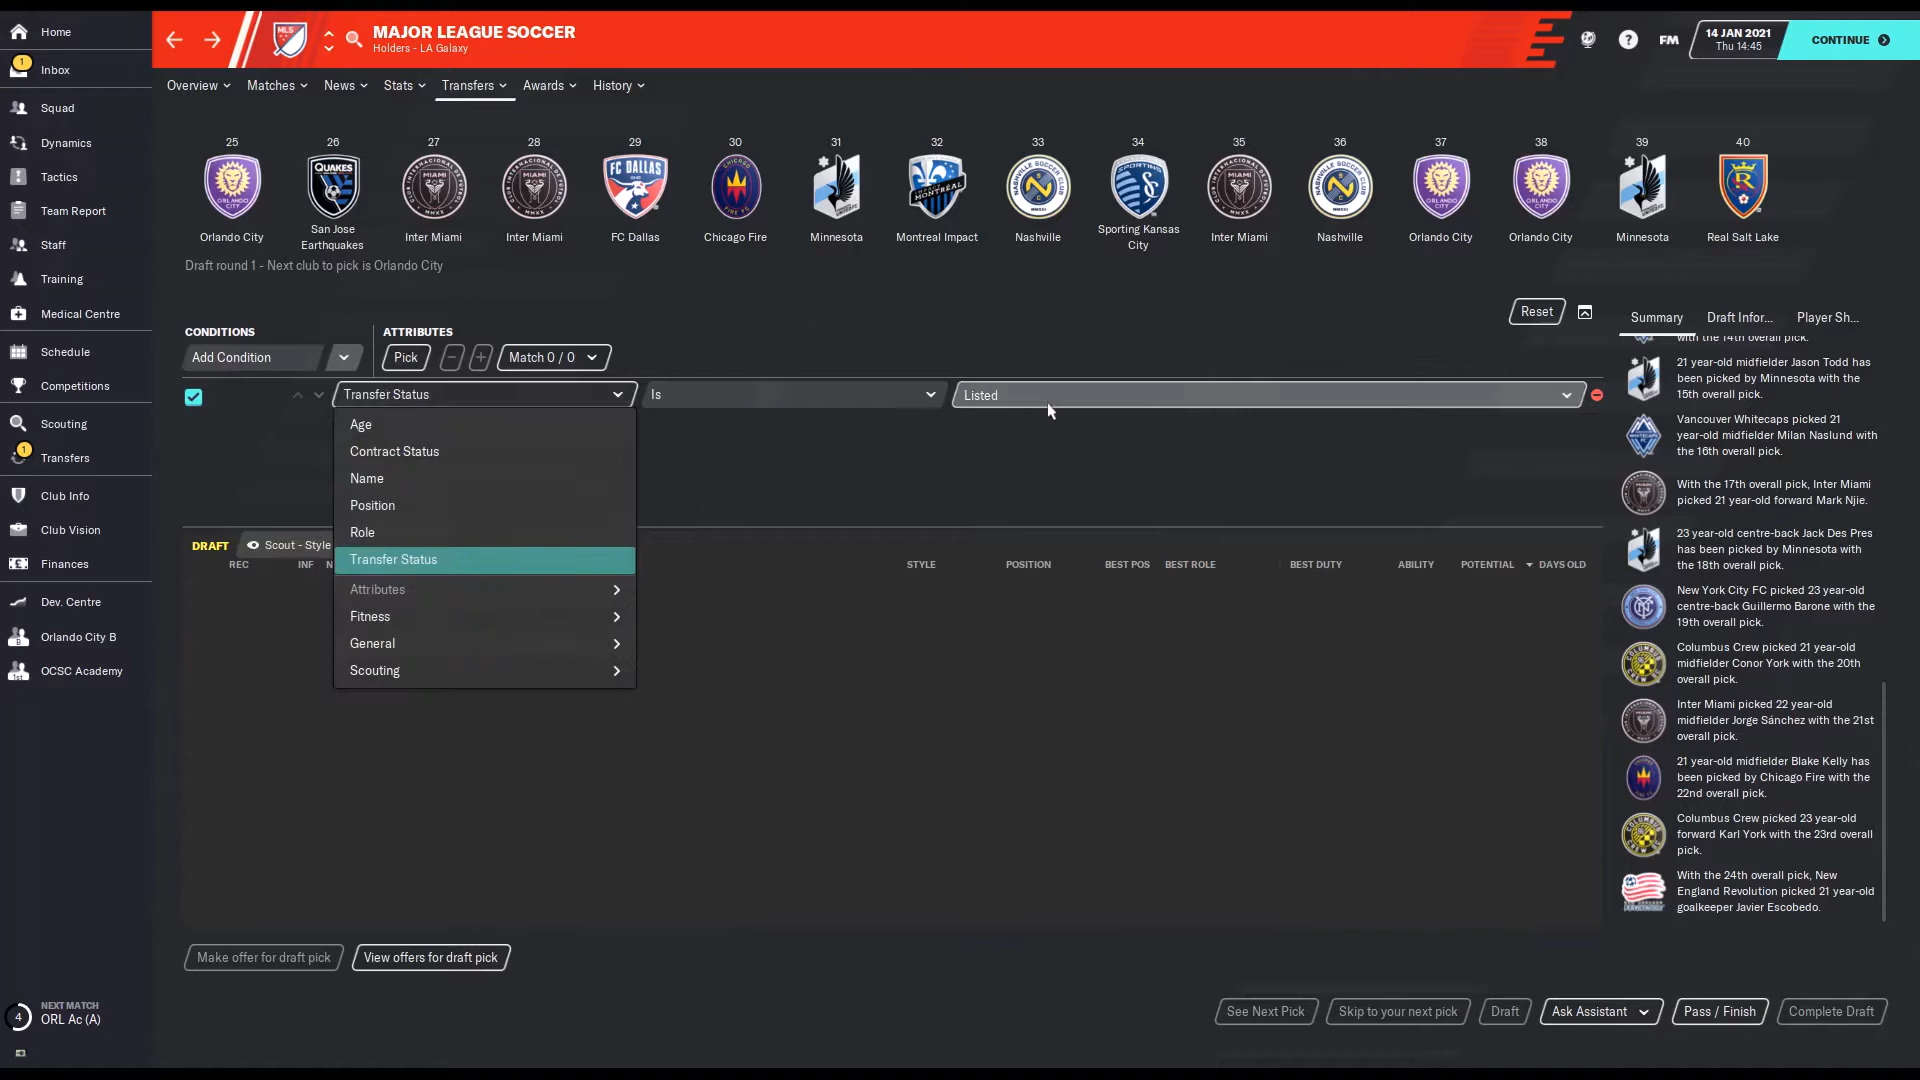 Home
Inbox
1
Squad
Dynamics
Tactics
Team Report
Staff
Training
Medical Centre
Schedule
Competitions
Scouting
Transfers
1
Club Info
Club Vision
Finances
Dev. Centre
Orlando City B
OCSC Academy
NEXT MATCH
4
ORL Ac (A)
MLS
MAJOR LEAGUE SOCCER
Holders - LA Galaxy
?
FM
14 JAN 2021
Thu 14:45
CONTINUE
Overview
Matches
News
Stats
Transfers
Awards
History
25 26 27 28 29 30 31 32 33 34 35 36 37 38 39 40
Orlando City
San Jose
Earthquakes
Inter Miami
Inter Miami
FC Dallas
Chicago Fire
Minnesota
Montreal Impact
Nashville
Sporting Kansas
City
Inter Miami
Nashville
Orlando City
Orlando City
Minnesota
Real Salt Lake
Draft round 1 - Next club to pick is Orlando City
Reset
CONDITIONS
Add Condition
ATTRIBUTES
Pick
Match 0 / 0
Transfer Status
Is
Listed
Age
Contract Status
Name
Position
Role
Transfer Status
Attributes
Fitness
General
Scouting
DRAFT
Scout - Style
REC INF N
STYLE POSITION BEST POS BEST ROLE BEST DUTY ABILITY POTENTIAL DAYS OLD
Make offer for draft pick
View offers for draft pick
Summary
Draft Infor...
Player Sh...
with the 14th overall pick.
21 year-old midfielder Jason Todd has
been picked by Minnesota with the
15th overall pick.
Vancouver Whitecaps picked 21
year-old midfielder Milan Naslund with
the 16th overall pick.
With the 17th overall pick, Inter Miami
picked 21 year-old forward Mark Njie.
23 year-old centre-back Jack Des Pres
has been picked by Minnesota with
the 18th overall pick.
New York City FC picked 23 year-old
centre-back Guillermo Barone with the
19th overall pick.
Columbus Crew picked 21 year-old
midfielder Conor York with the 20th
overall pick.
Inter Miami picked 22 year-old
midfielder Jorge Sánchez with the 21st
overall pick.
21 year-old midfielder Blake Kelly has
been picked by Chicago Fire with the
22nd overall pick.
Columbus Crew picked 23 year-old
forward Karl York with the 23rd overall
pick.
With the 24th overall pick, New
England Revolution picked 21 year-old
goalkeeper Javier Escobedo.
See Next Pick
Skip to your next pick
Draft
Ask Assistant
Pass / Finish
Complete Draft